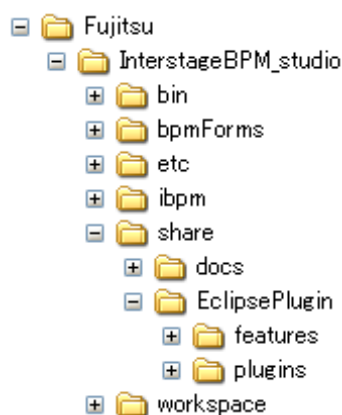 Fujitsu
InterstageBPM_studio
bin
bpmForms
etc
ibpm
share
docs
EclipsePlugin
features
plugins
workspace